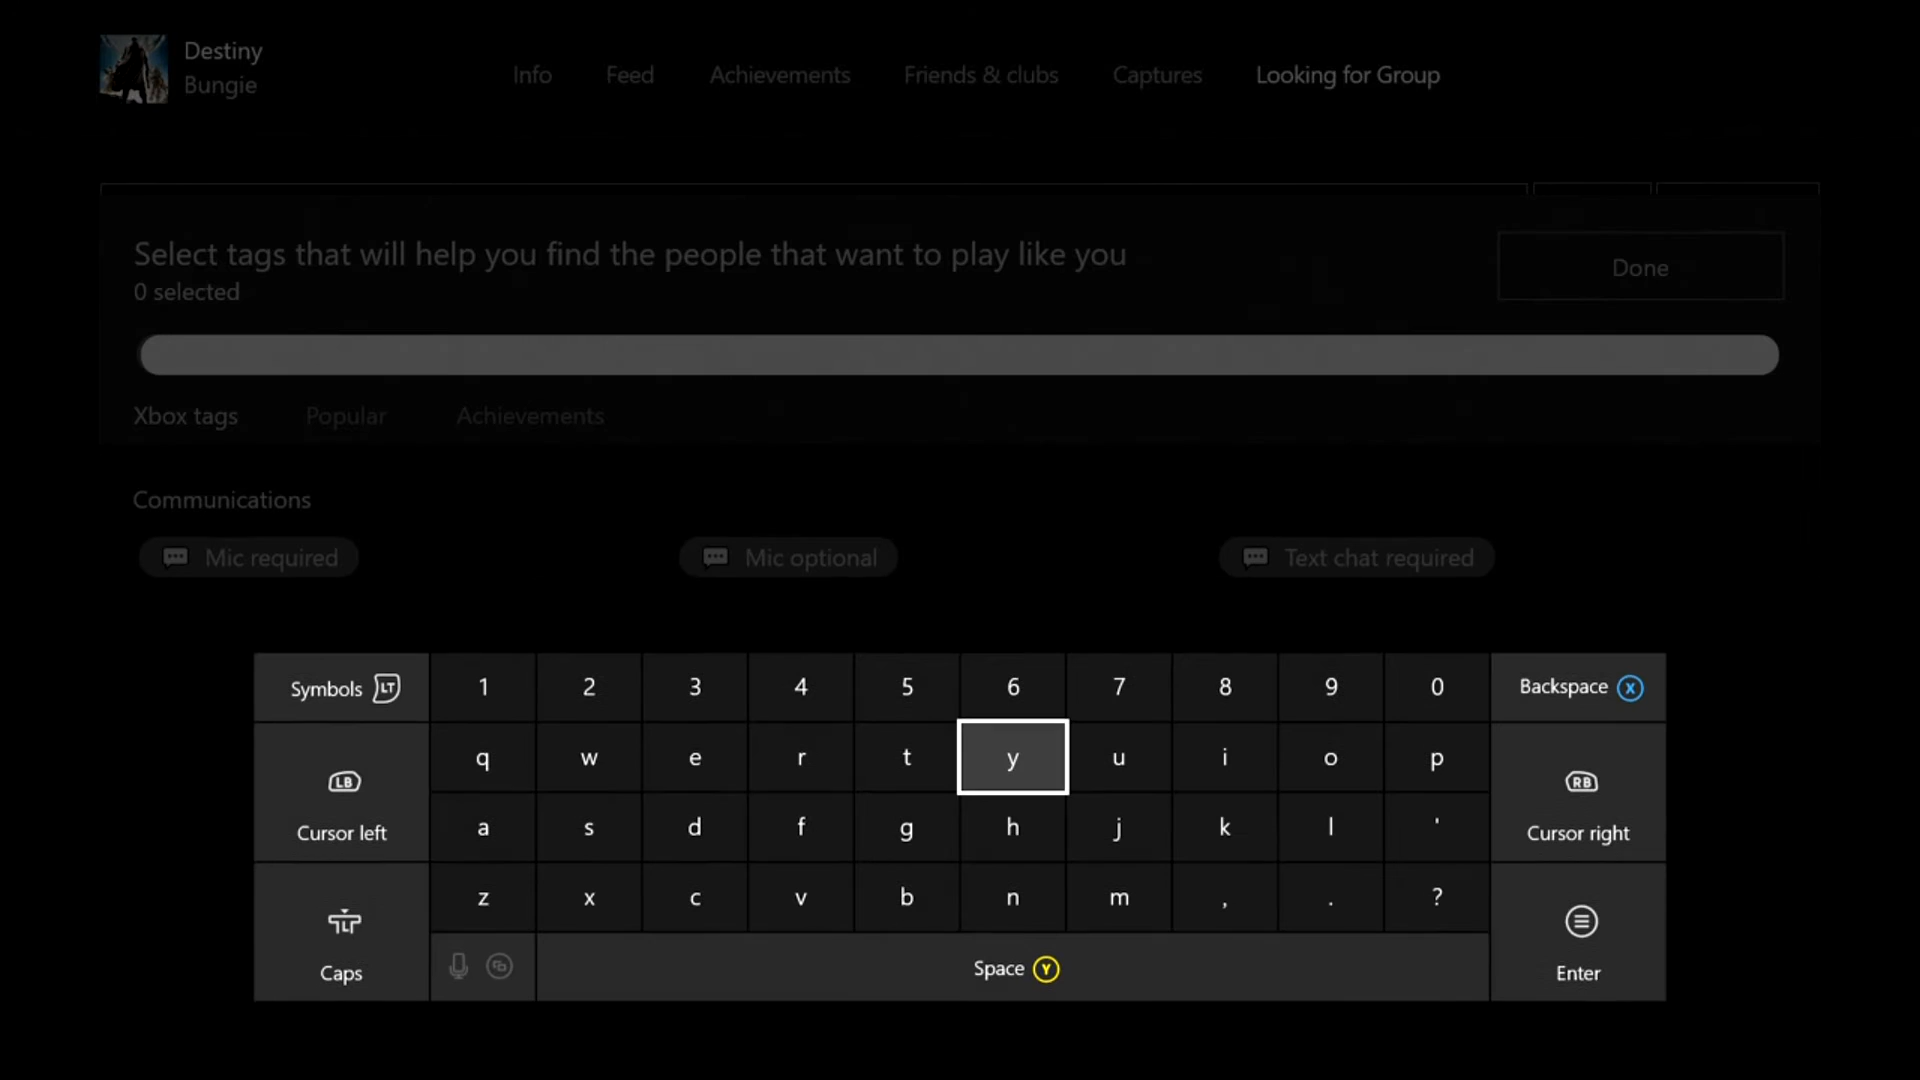 Destiny
Bungie
Info Feed Achievements Friends & clubs Captures Looking for Group
Select tags that will help you find the people that want to play like you
0 selected
Done
Xbox tags Popular Achievements
Communications
Mic required Mic optional Text chat required
Symbols LT 1 2 3 4 5 6 7 8 9 0 Backspace X
q w e r t y u i o p
LB RB
Cursor left a s d f g h j k l ' Cursor right
z x c v b n m , . ?
Caps Space Y Enter